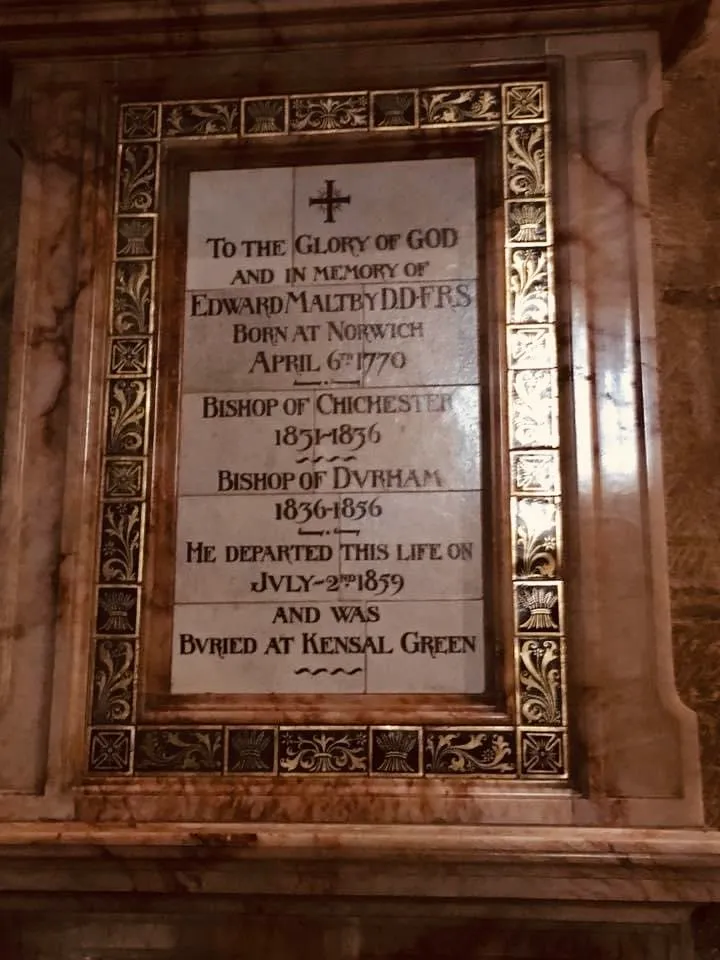 To the Glory of GOD
and in memory of
Edward Maltby D.D.F.R.S
Born at Norwich
April 6th 1770
Bishop of Chichester
1831-1836
Bishop of Dvrham
1836-1856
He departed this life on
Jvly-2nd 1859
and was
Bvried at Kensal Green